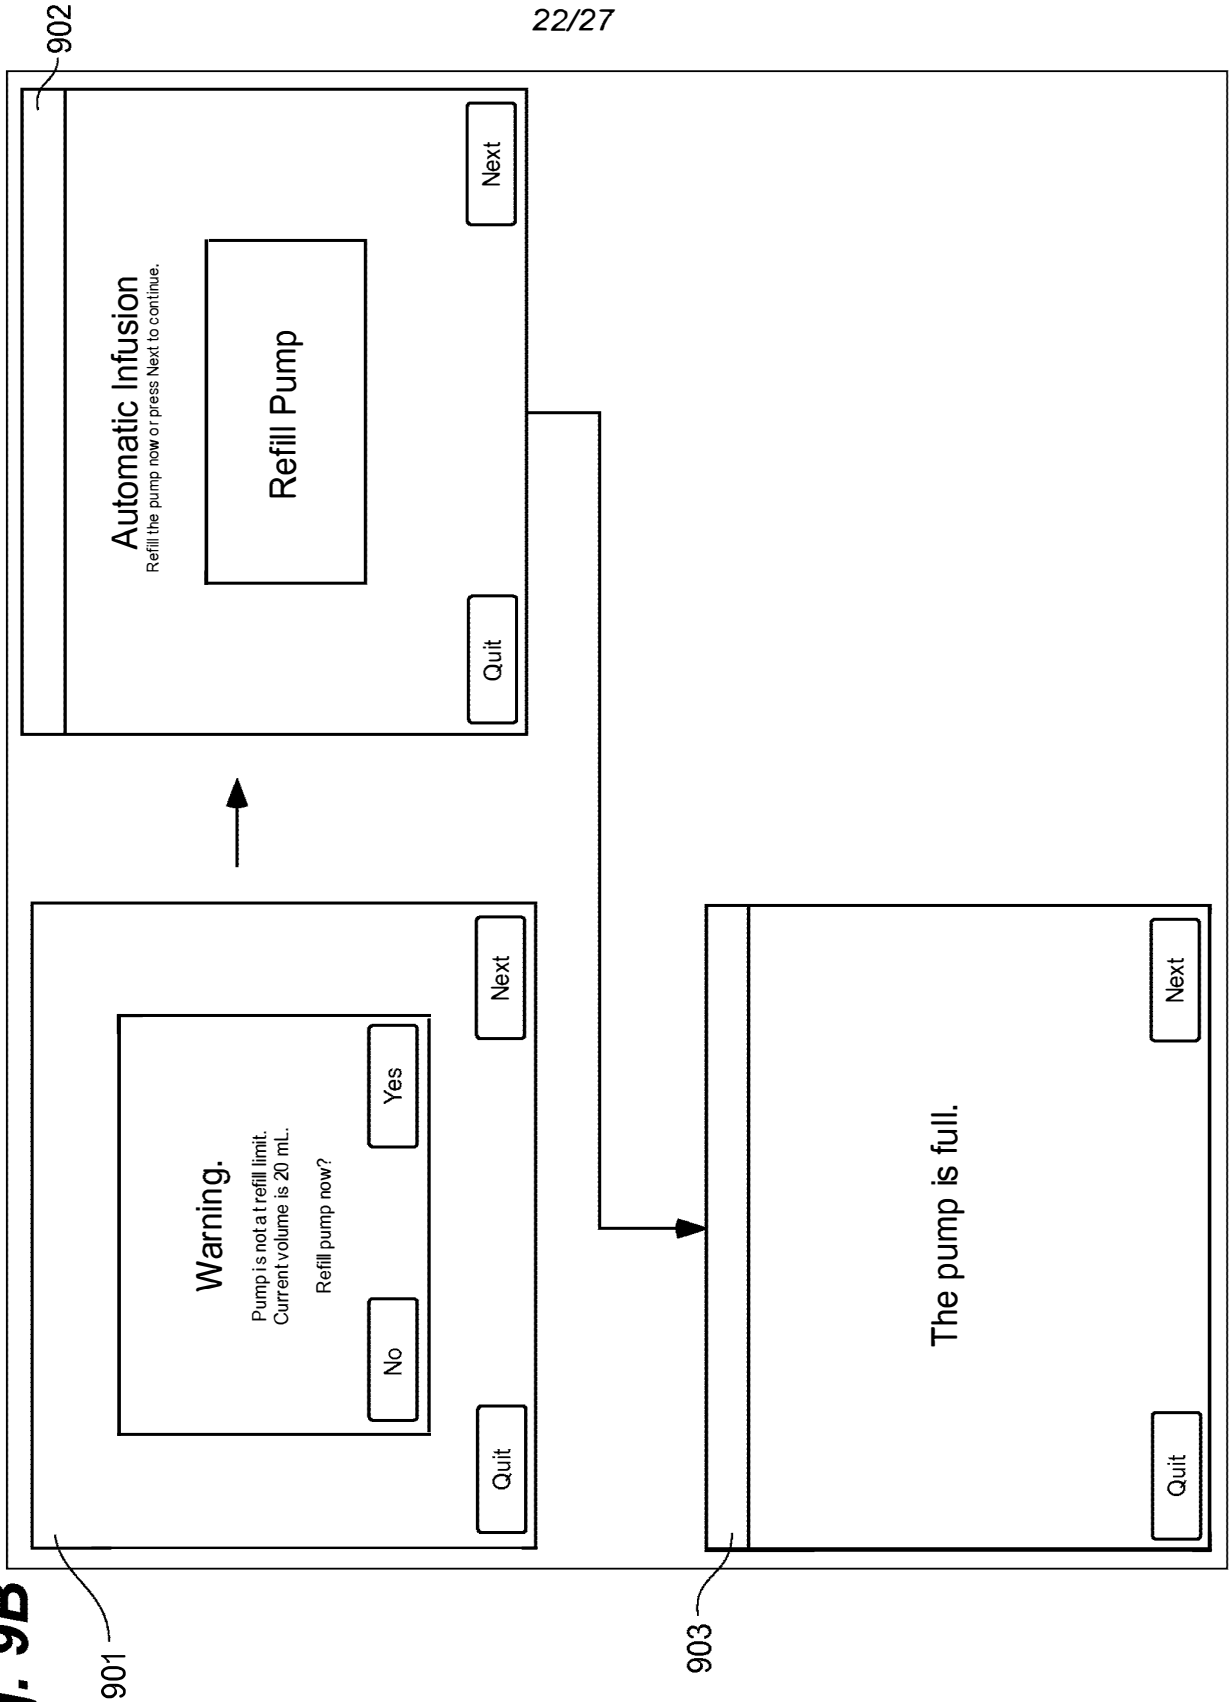 22/27
g. 9B
901
Warning.
Pump is not at refill limit.
Current volume is 20 mL.
Refill pump now?
No
Yes
Quit
Next
902
Automatic Infusion
Refill the pump now or press Next to continue.
Refill Pump
Quit
Next
903
The pump is full.
Quit
Next